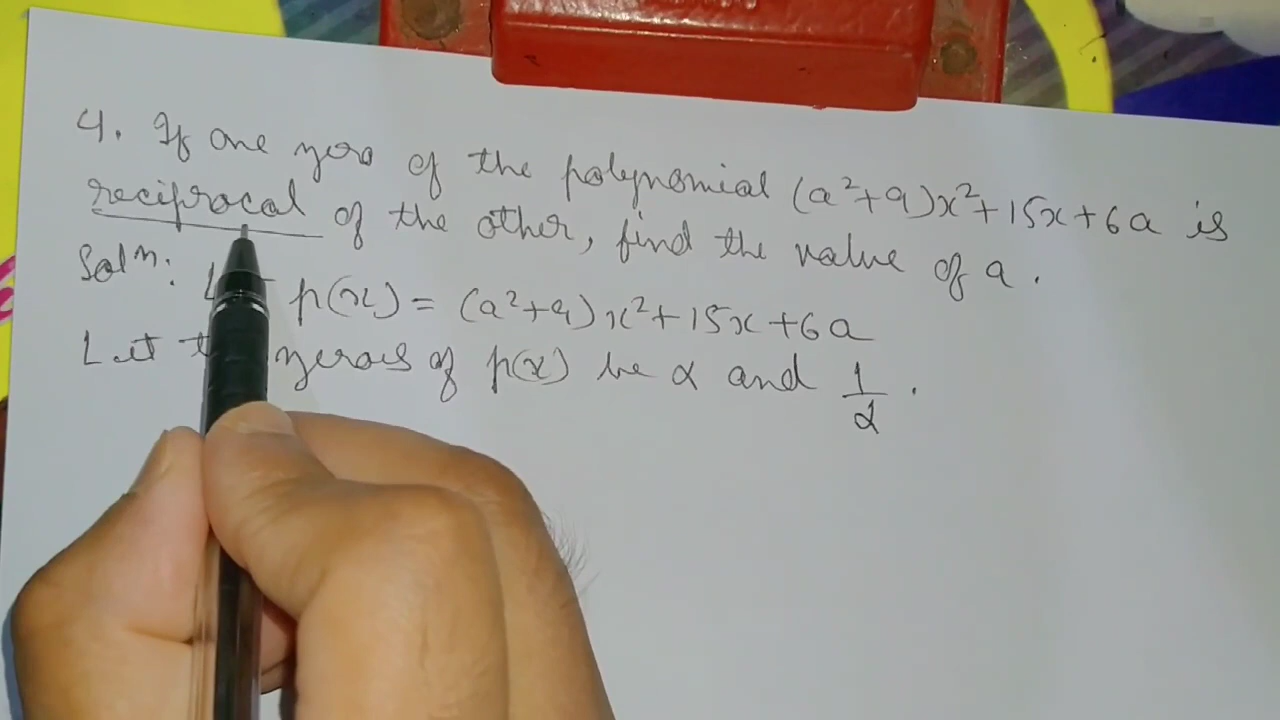 4. If one zero of the polynomial (a²+9)x²+15x+6a is
reciprocal of the other, find the value of a.
Solⁿ: p(x) = (a²+9)x²+15x+6a
Let zeroes of p(x) be α and 1/α.